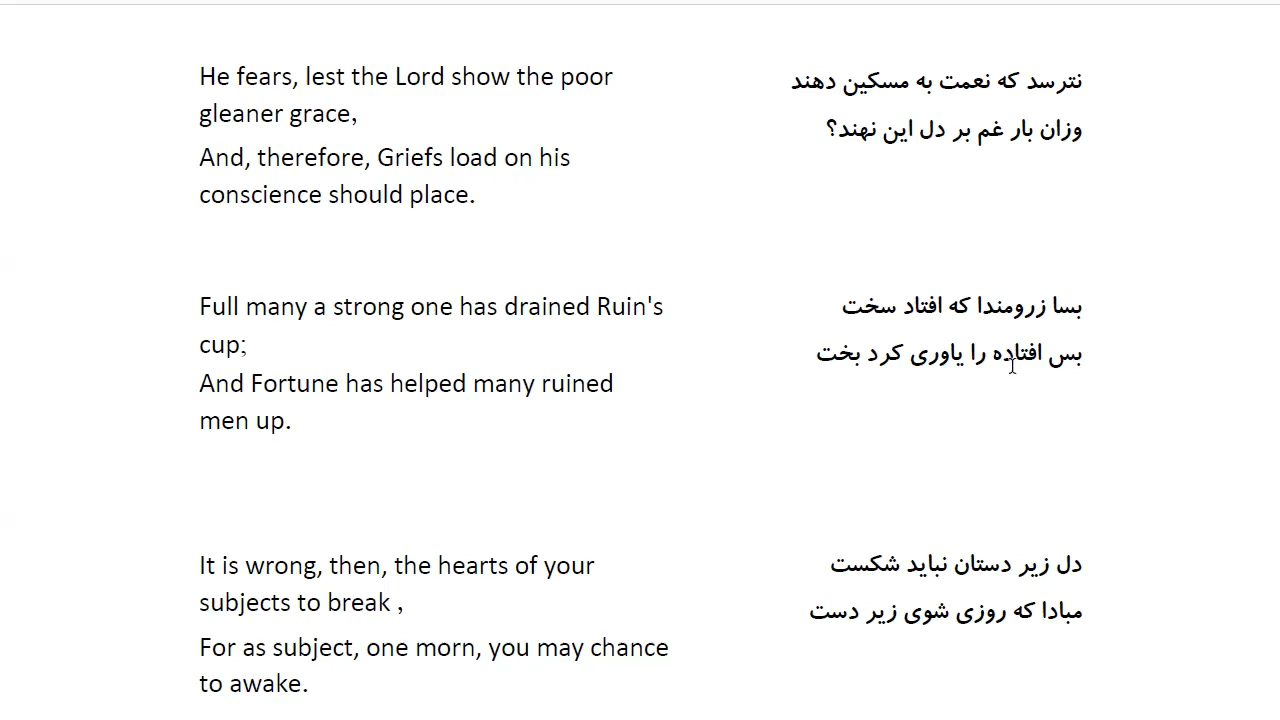 He fears, lest the Lord show the poor
gleaner grace,
And, therefore, Griefs load on his
conscience should place.
نترسد که نعمت به مسکین دهند
وزان بار غم بر دل این نهند؟
Full many a strong one has drained Ruin's
cup;
And Fortune has helped many ruined
men up.
بسا زرومندا که افتاد سخت
بس افتاده را یاوری کرد بخت
It is wrong, then, the hearts of your
subjects to break ,
For as subject, one morn, you may chance
to awake.
دل زیر دستان نباید شکست
مبادا که روزی شوی زیر دست